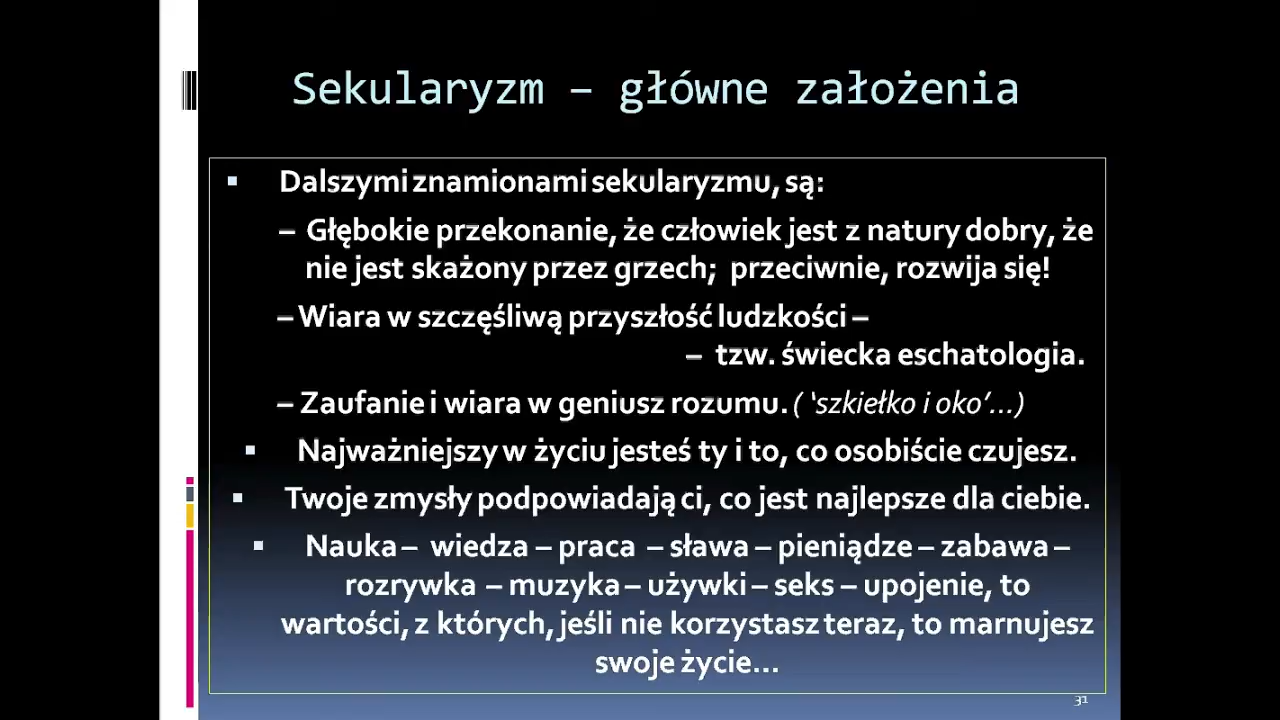 Sekularyzm – główne założenia
▪ Dalszymi znamionami sekularyzmu, są:
– Głębokie przekonanie, że człowiek jest z natury dobry, że
nie jest skażony przez grzech; przeciwnie, rozwija się!
– Wiara w szczęśliwą przyszłość ludzkości –
– tzw. świecka eschatologia.
– Zaufanie i wiara w geniusz rozumu. ( ‘szkiełko i oko’...)
▪ Najważniejszy w życiu jesteś ty i to, co osobiście czujesz.
▪ Twoje zmysły podpowiadają ci, co jest najlepsze dla ciebie.
▪ Nauka – wiedza – praca – sława – pieniądze – zabawa –
rozrywka – muzyka – używki – seks – upojenie, to
wartości, z których, jeśli nie korzystasz teraz, to marnujesz
swoje życie...
31